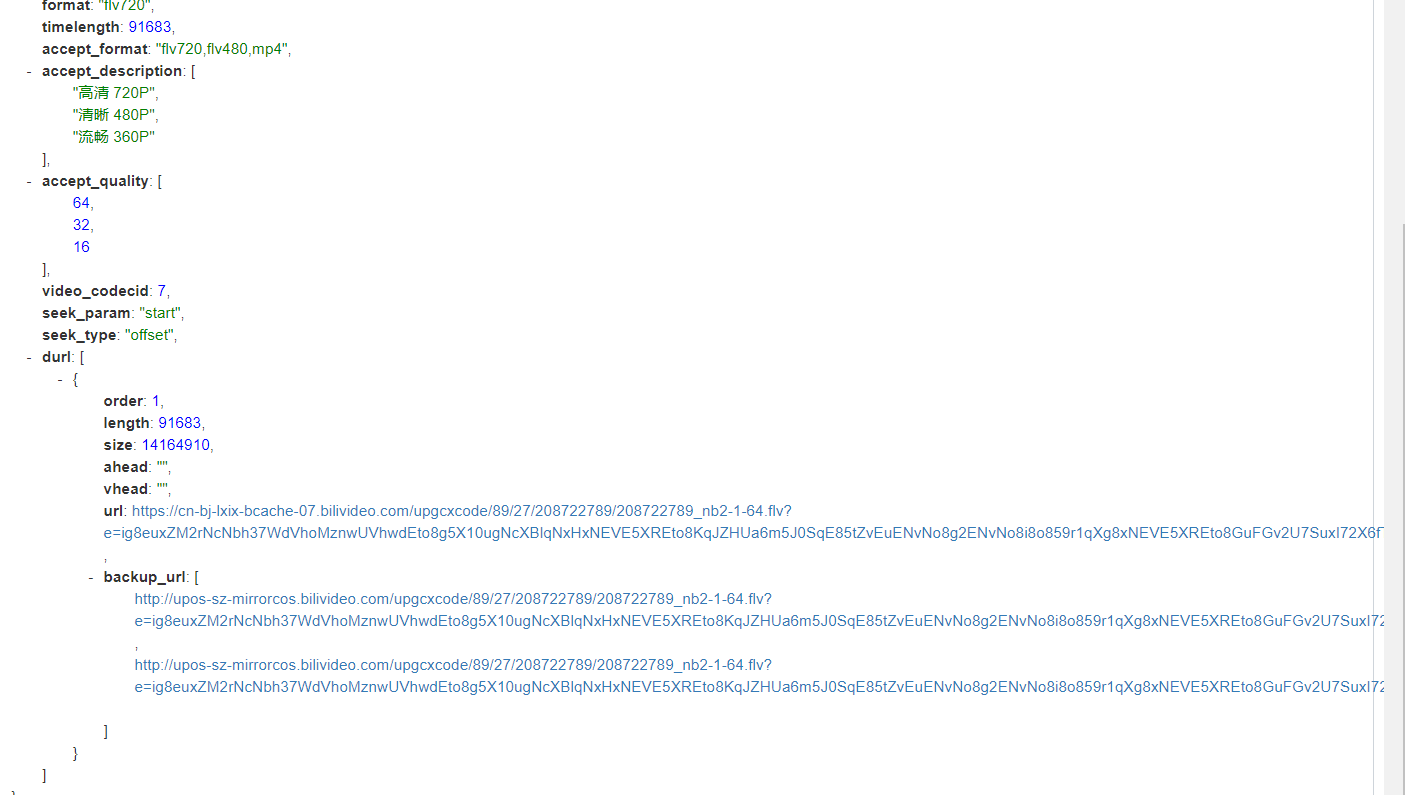 format: "flv720",
timelength: 91683,
accept_format: "flv720,flv480,mp4",
- accept_description: [
"高清 720P",
"清晰 480P",
"流畅 360P"
],
- accept_quality: [
64,
32,
16
],
video_codecid: 7,
seek_param: "start",
seek_type: "offset",
- durl: [
- {
order: 1,
length: 91683,
size: 14164910,
ahead: "",
vhead: "",
url: https://cn-bj-lxix-bcache-07.bilivideo.com/upgcxcode/89/27/208722789/208722789_nb2-1-64.flv?
e=ig8euxZM2rNcNbh37WdVhoMznwUVhwdEto8g5X10ugNcXBlqNxHxNEVE5XREto8KqJZHUa6m5J0SqE85tZvEuENvNo8g2ENvNo8i8o859r1qXg8xNEVE5XREto8GuFGv2U7SuxI72X6f
,
- backup_url: [
http://upos-sz-mirrorcos.bilivideo.com/upgcxcode/89/27/208722789/208722789_nb2-1-64.flv?
e=ig8euxZM2rNcNbh37WdVhoMznwUVhwdEto8g5X10ugNcXBlqNxHxNEVE5XREto8KqJZHUa6m5J0SqE85tZvEuENvNo8g2ENvNo8i8o859r1qXg8xNEVE5XREto8GuFGv2U7SuxI72
,
http://upos-sz-mirrorcos.bilivideo.com/upgcxcode/89/27/208722789/208722789_nb2-1-64.flv?
e=ig8euxZM2rNcNbh37WdVhoMznwUVhwdEto8g5X10ugNcXBlqNxHxNEVE5XREto8KqJZHUa6m5J0SqE85tZvEuENvNo8g2ENvNo8i8o859r1qXg8xNEVE5XREto8GuFGv2U7SuxI72
]
}
]
}